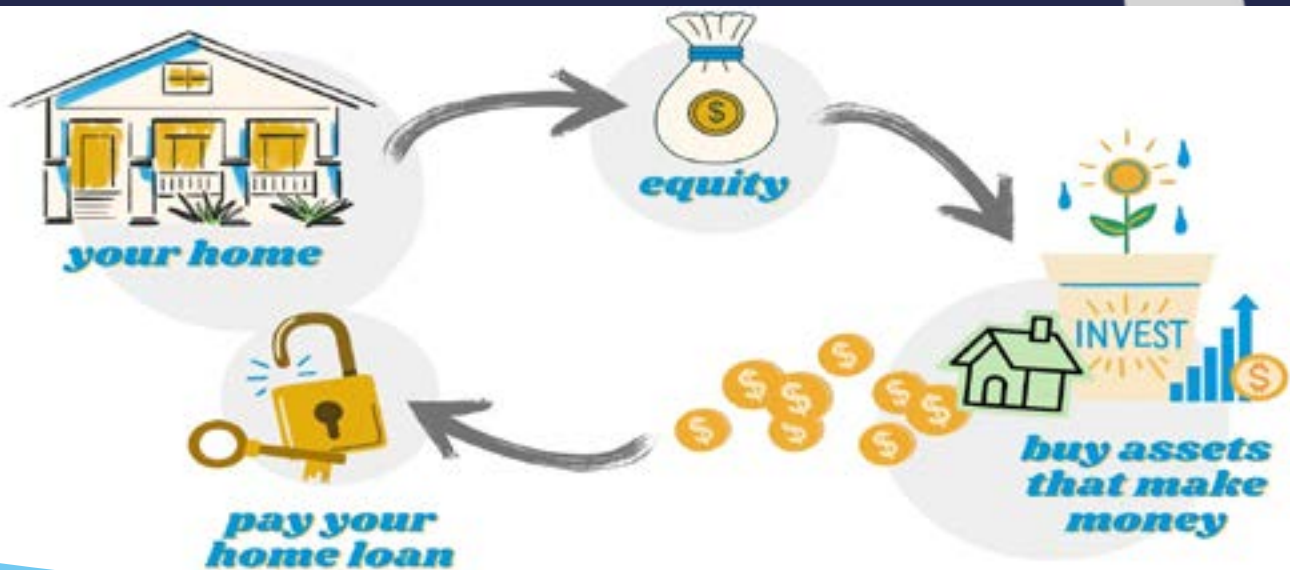 your home
$
equity
INVEST
$
$
$
$
$
$
$
$
$
buy assets
that make
money
pay your
home loan